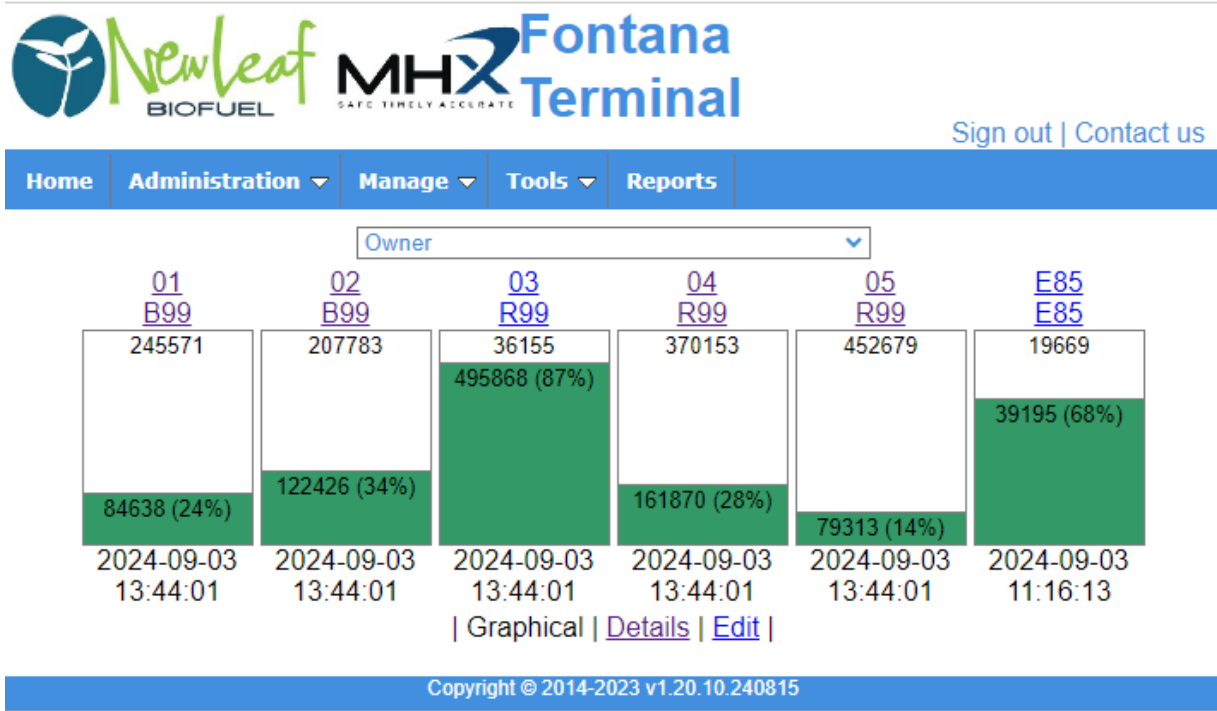 NewLeaf
BIOFUEL
MHX
SAFE TIMELY ACCURATE
Fontana
Terminal
Sign out | Contact us
Home Administration Manage Tools Reports
Owner
01 02 03 04 05 E85
B99 B99 R99 R99 R99 E85
245571 207783 36155 370153 452679 19669
495868 (87%)
39195 (68%)
122426 (34%)
161870 (28%)
84638 (24%)
79313 (14%)
2024-09-03 2024-09-03 2024-09-03 2024-09-03 2024-09-03 2024-09-03
13:44:01 13:44:01 13:44:01 13:44:01 13:44:01 11:16:13
| Graphical | Details | Edit |
Copyright © 2014-2023 v1.20.10.240815